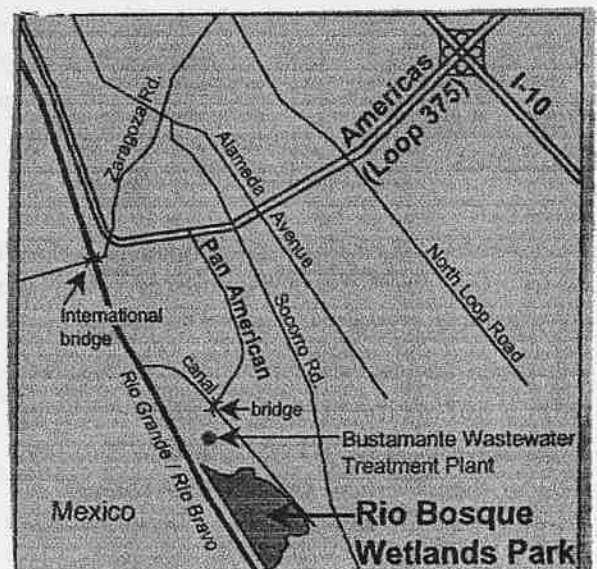 Zaragoza Rd.
Americas
(Loop 375)
I-10
Alameda
Avenue
North Loop Road
Pan American
Socorro Rd.
International
bridge
canal
bridge
Rio Grande / Rio Bravo
Bustamante Wastewater
Treatment Plant
Mexico
Rio Bosque
Wetlands Park